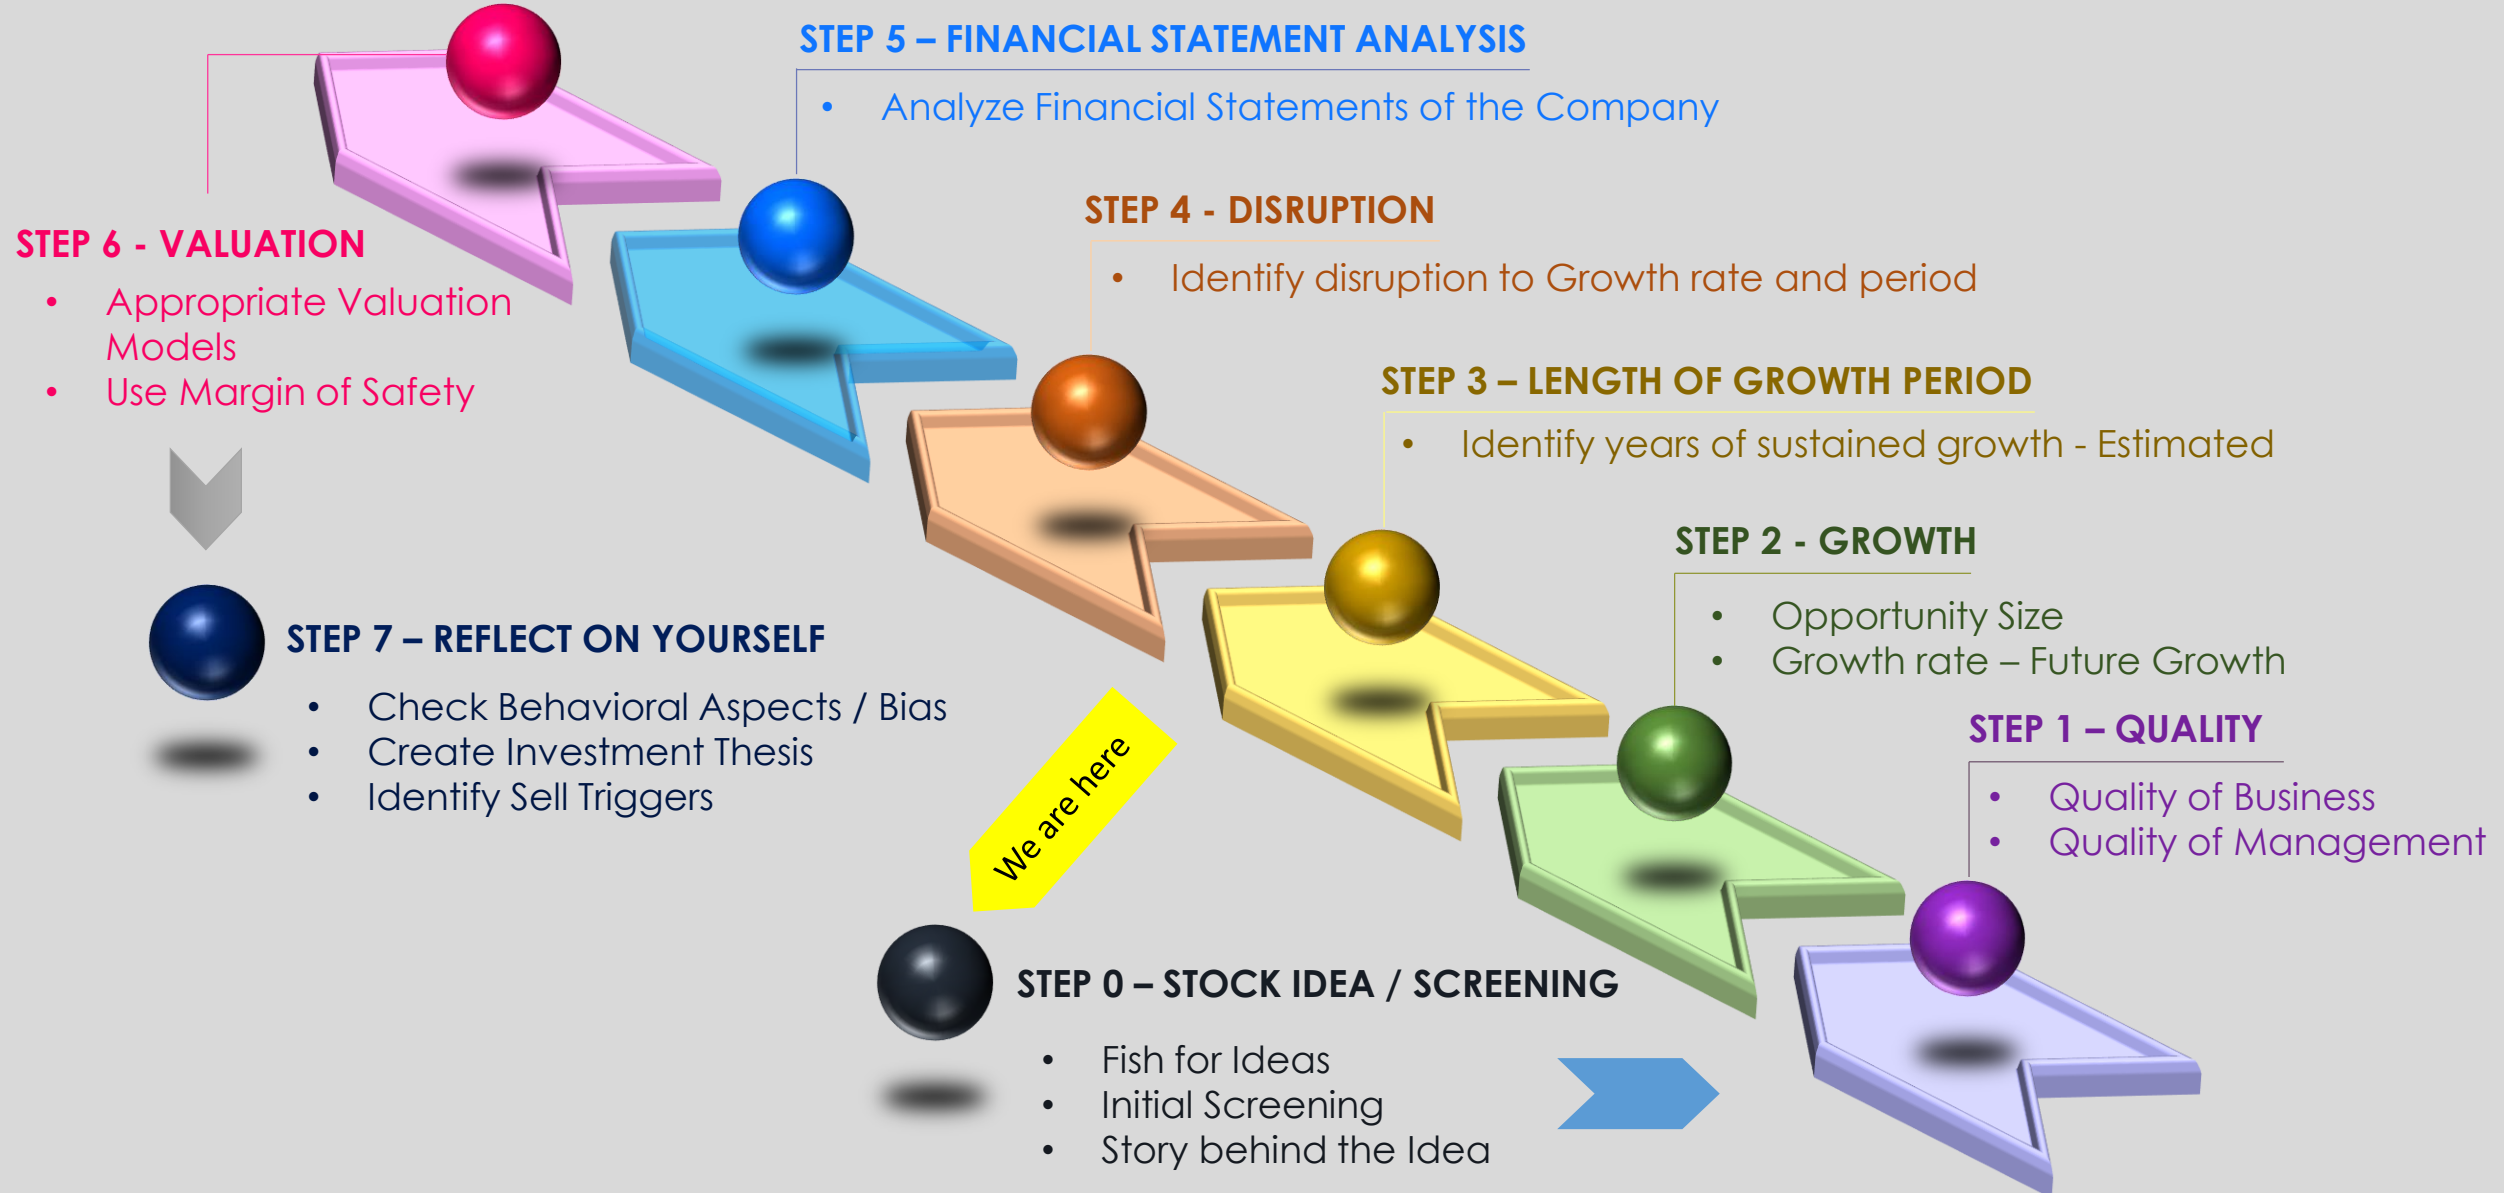 STEP 5 – FINANCIAL STATEMENT ANALYSIS
• Analyze Financial Statements of the Company
STEP 4 - DISRUPTION
• Identify disruption to Growth rate and period
STEP 6 - VALUATION
• Appropriate Valuation
Models
• Use Margin of Safety
STEP 3 – LENGTH OF GROWTH PERIOD
• Identify years of sustained growth - Estimated
STEP 2 - GROWTH
• Opportunity Size
• Growth rate – Future Growth
STEP 7 – REFLECT ON YOURSELF
• Check Behavioral Aspects / Bias
• Create Investment Thesis
• Identify Sell Triggers
STEP 1 – QUALITY
• Quality of Business
• Quality of Management
We are here
STEP 0 – STOCK IDEA / SCREENING
• Fish for Ideas
• Initial Screening
• Story behind the Idea